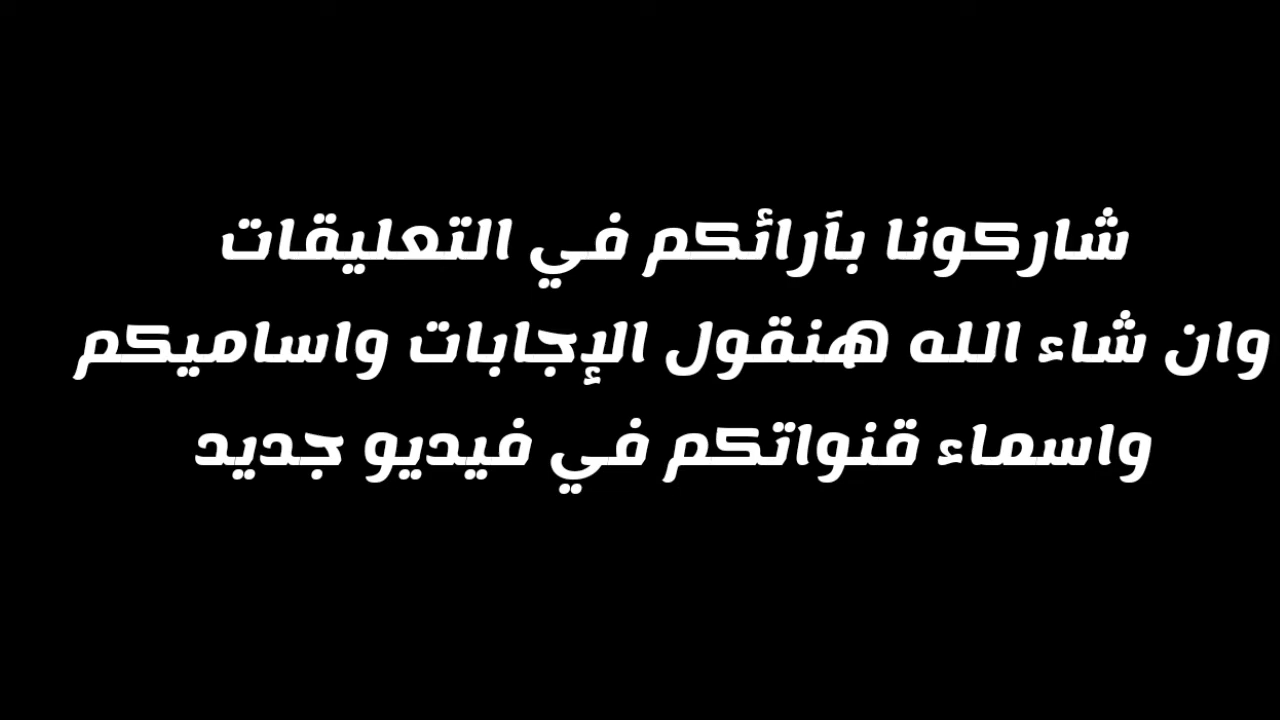 شاركونا بآرائكم في التعليقات
وان شاء الله هنقول الإجابات واساميكم
واسماء قنواتكم في فيديو جديد